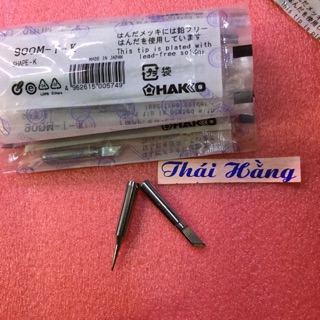 900M-T-K
SHAPE-K
MADE IN JAPAN
はんだメッキには鉛フリー
はんだを使用しています
This tip is plated with
lead-free solder
袋
4 962615 005749
HAKKO
Thái Hằng